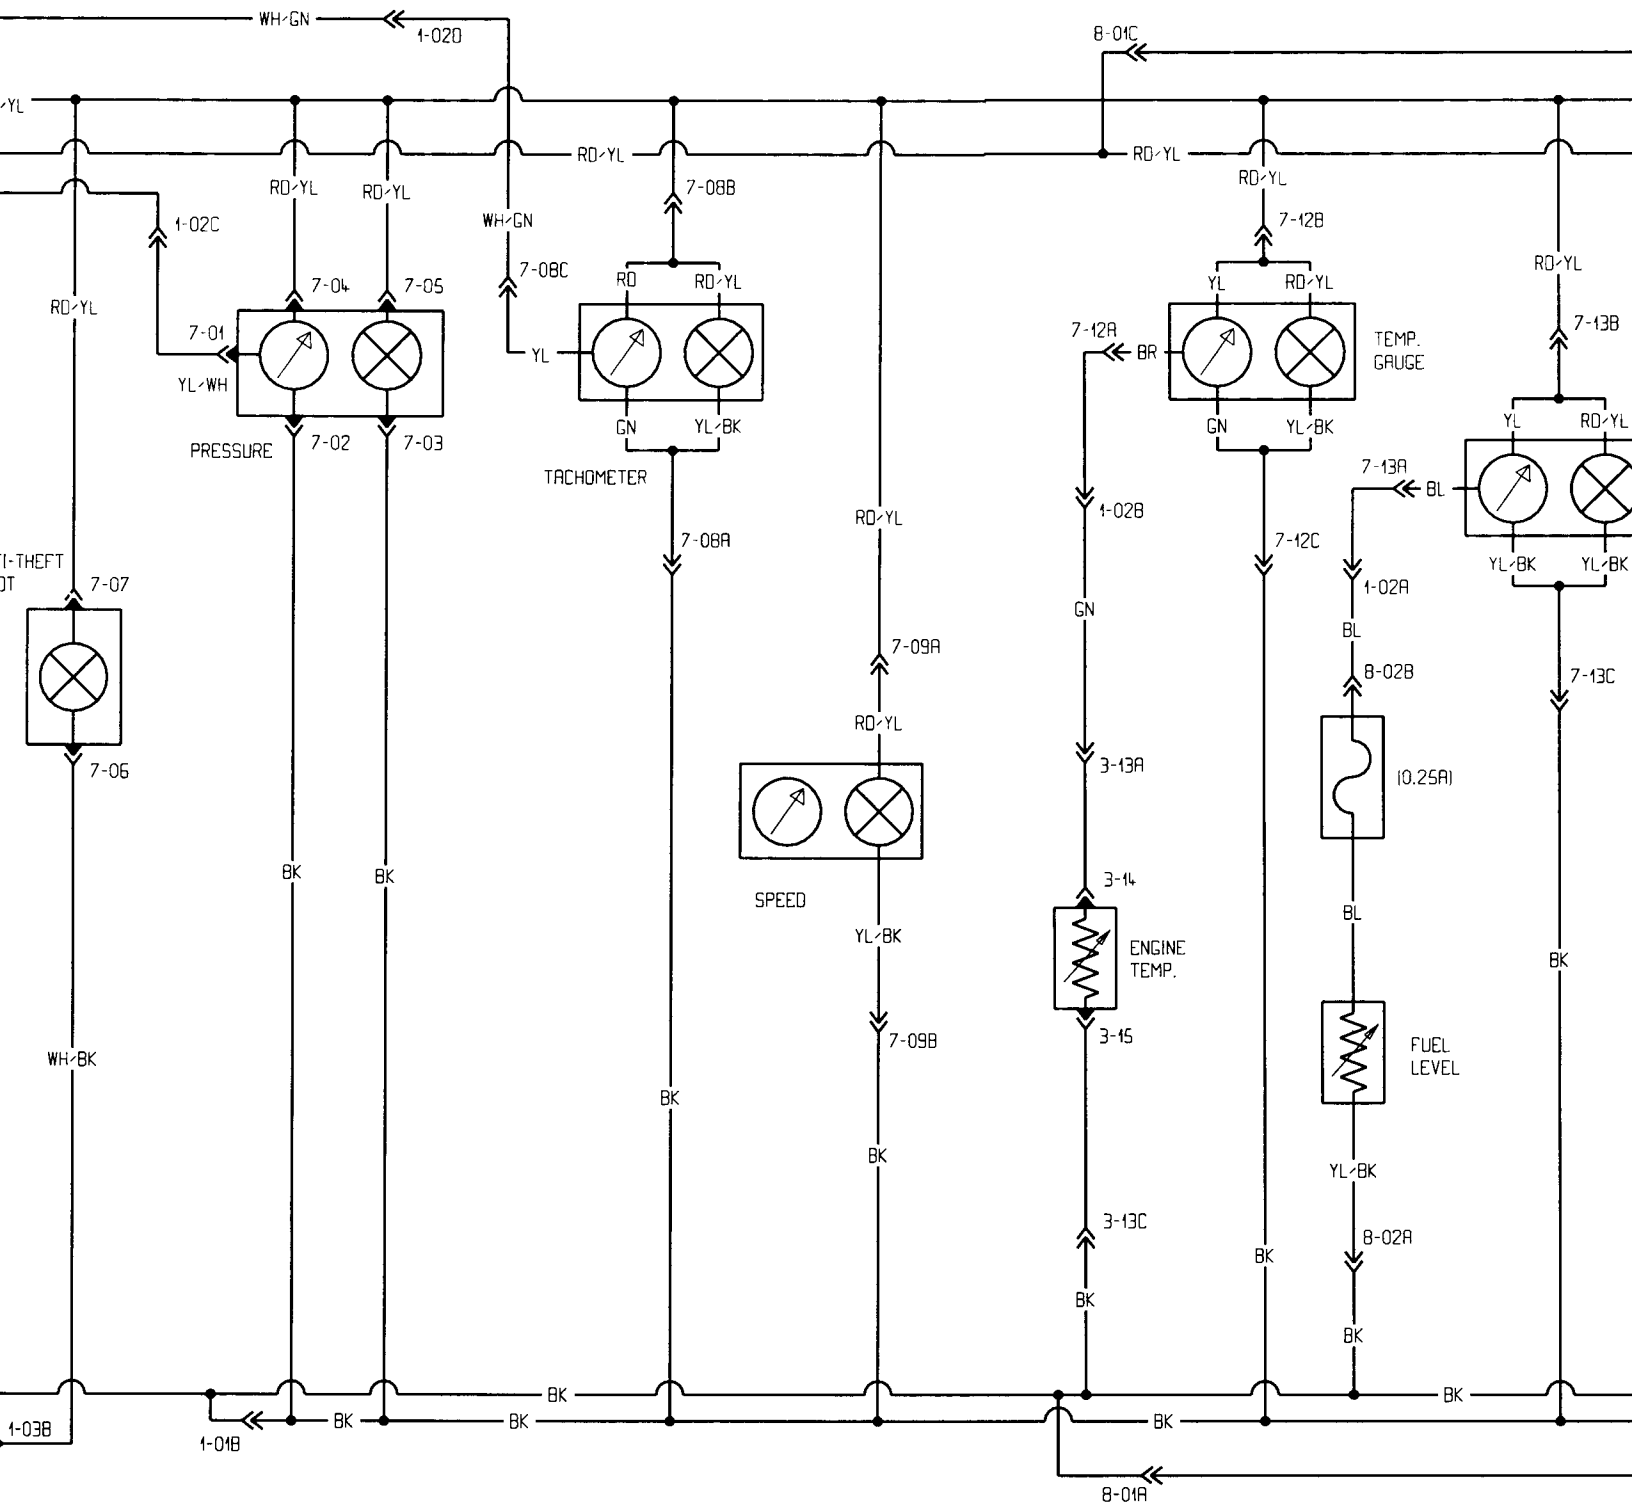 WH/GN
1-02D
8-01C
/YL
RD/YL
RD/YL
RD/YL
RD/YL
7-08B
RD/YL
1-02C
WH/GN
7-12B
7-08C
RD/YL
RD/YL
7-04
7-05
RD
RD/YL
YL
RD/YL
7-01
7-12A
BR
TEMP.
GAUGE
7-13B
YL/WH
YL
PRESSURE
7-02
7-03
GN
YL/BK
GN
YL/BK
YL
RD/YL
TACHOMETER
7-13A
BL
RD/YL
1-02B
7-08A
7-12C
TI-THEFT
OT
7-07
YL/BK
YL/BK
1-02A
GN
BL
7-09A
8-02B
7-13C
RD/YL
7-06
3-13A
(0.25A)
BK
BK
3-14
SPEED
BL
YL/BK
ENGINE
TEMP.
BK
3-15
7-09B
FUEL
LEVEL
WH/BK
BK
BK
YL/BK
3-13C
8-02A
BK
BK
BK
BK
BK
1-03B
1-01B
BK
BK
BK
8-01A